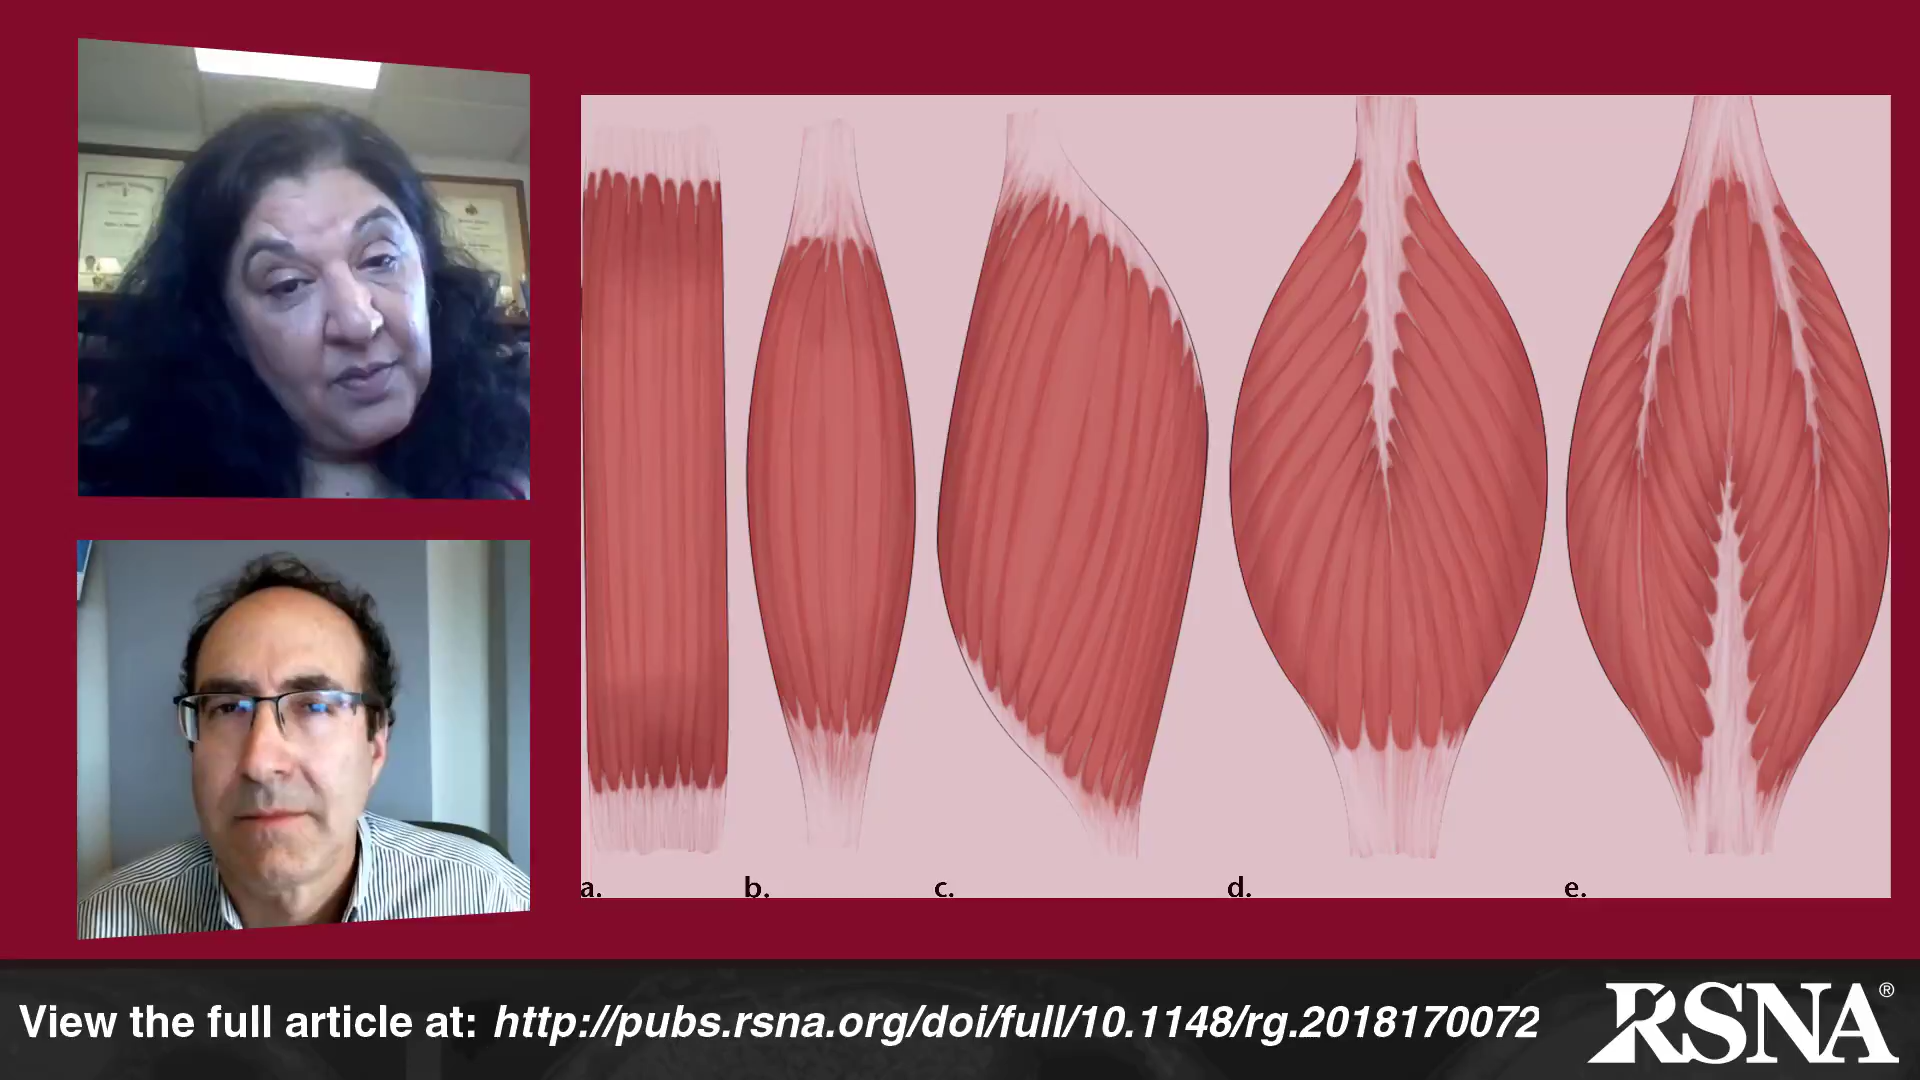 a. b. c. d. e.
View the full article at: http://pubs.rsna.org/doi/full/10.1148/rg.2018170072
RSNA®